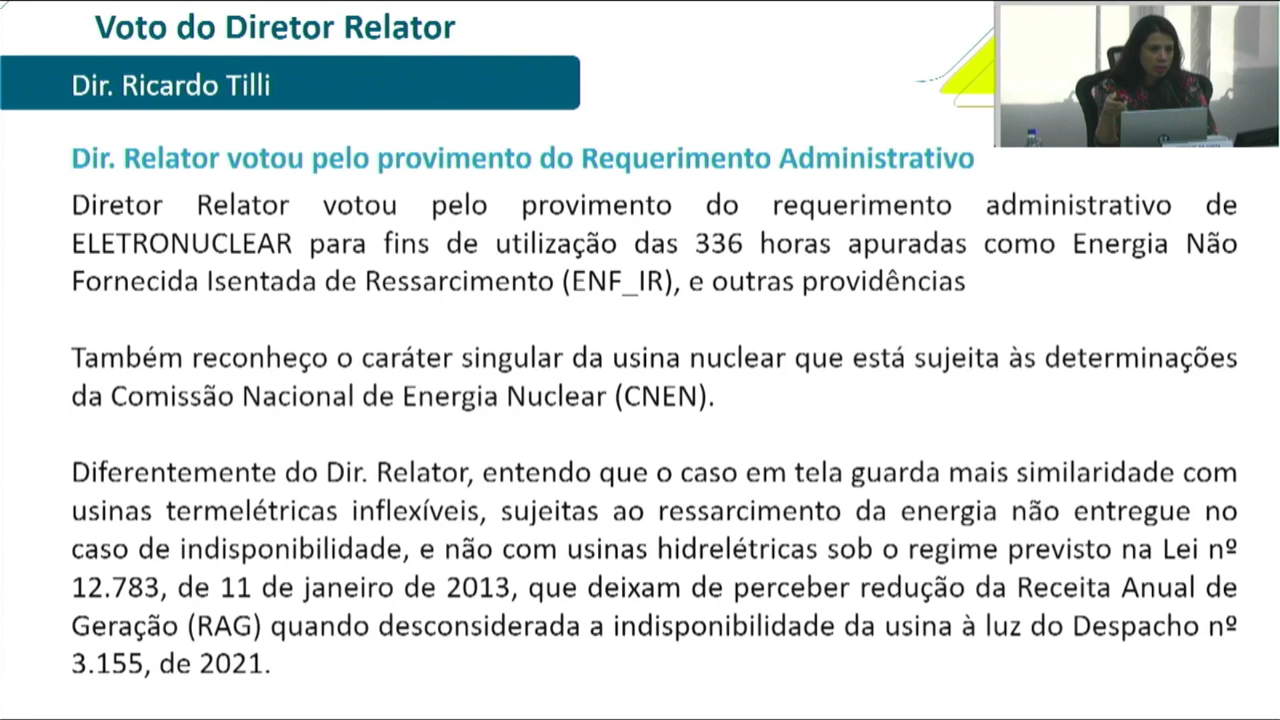 Voto do Diretor Relator
Dir. Ricardo Tilli
Dir. Relator votou pelo provimento do Requerimento Administrativo
Diretor Relator votou pelo provimento do requerimento administrativo de
ELETRONUCLEAR para fins de utilização das 336 horas apuradas como Energia Não
Fornecida Isentada de Ressarcimento (ENF_IR), e outras providências
Também reconheço o caráter singular da usina nuclear que está sujeita às determinações
da Comissão Nacional de Energia Nuclear (CNEN).
Diferentemente do Dir. Relator, entendo que o caso em tela guarda mais similaridade com
usinas termelétricas inflexíveis, sujeitas ao ressarcimento da energia não entregue no
caso de indisponibilidade, e não com usinas hidrelétricas sob o regime previsto na Lei nº
12.783, de 11 de janeiro de 2013, que deixam de perceber redução da Receita Anual de
Geração (RAG) quando desconsiderada a indisponibilidade da usina à luz do Despacho nº
3.155, de 2021.